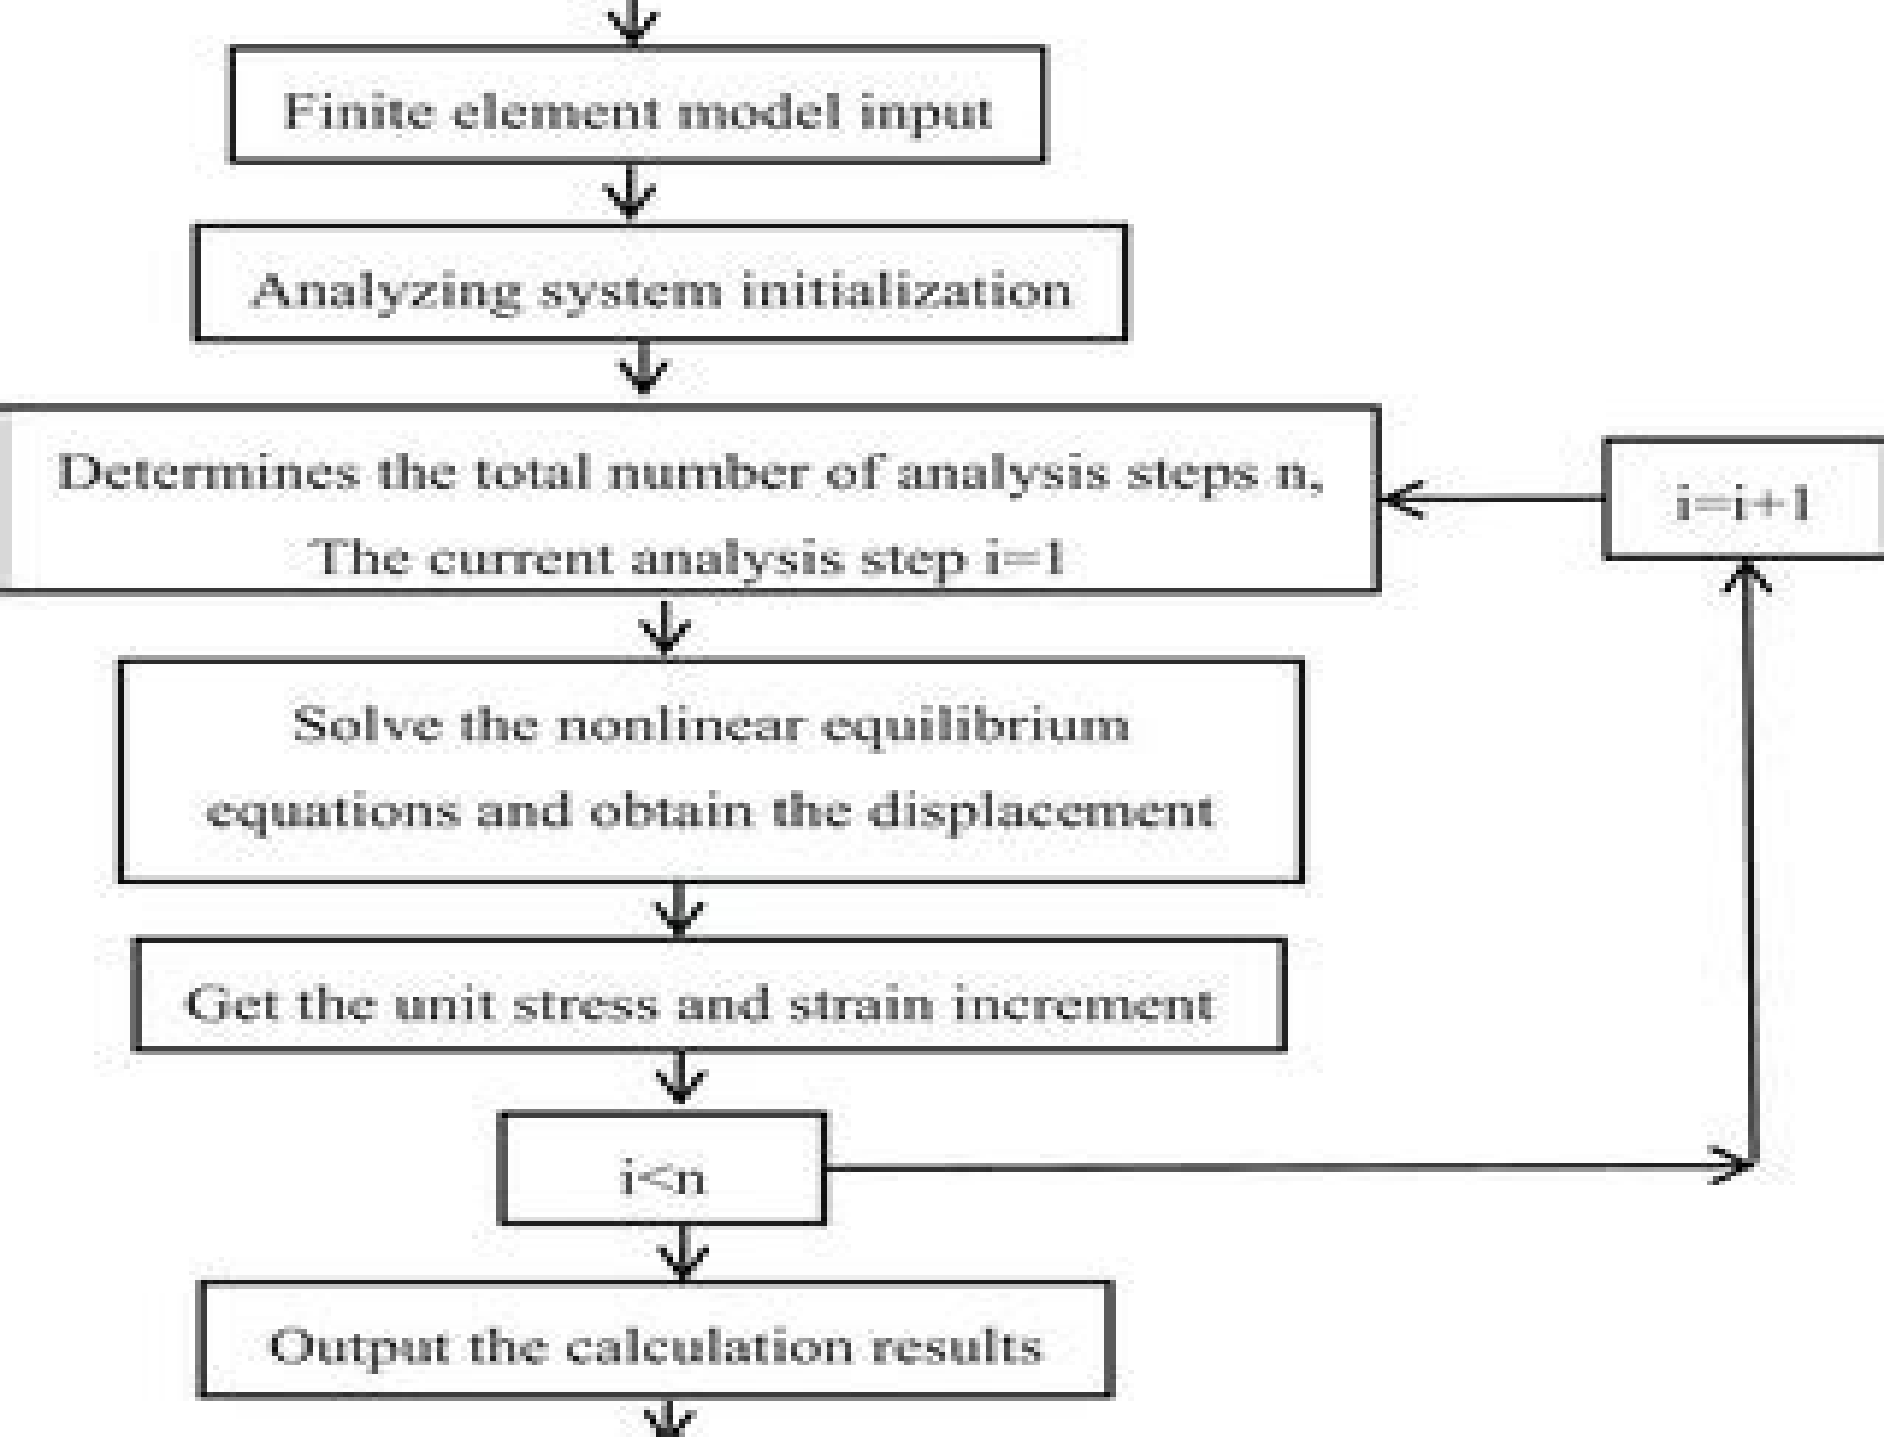 Finite element model input
Analyzing system initialization
Determines the total number of analysis steps n,
The current analysis step i=1
i=i+1
Solve the nonlinear equilibrium
equations and obtain the displacement
Get the unit stress and strain increment
i<n
Output the calculation results